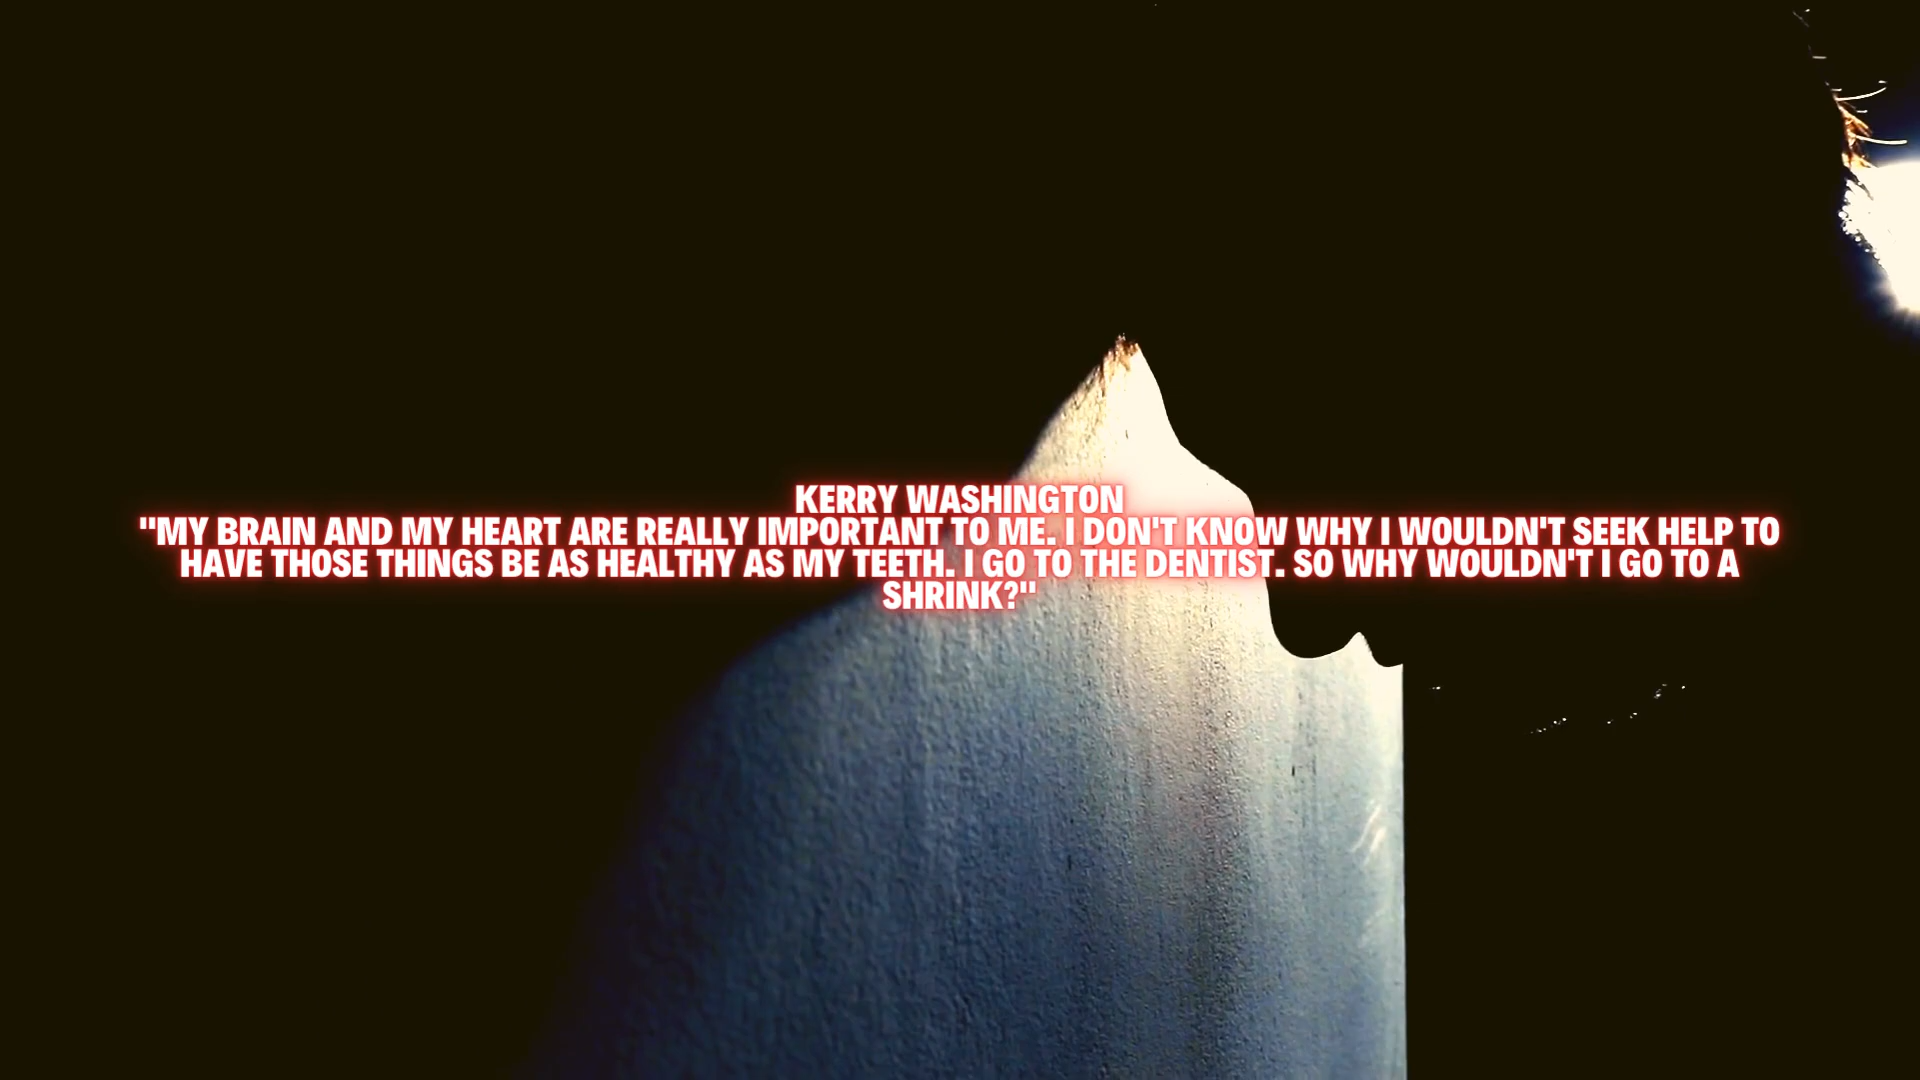 KERRY WASHINGTON
"MY BRAIN AND MY HEART ARE REALLY IMPORTANT TO ME. I DON'T KNOW WHY I WOULDN'T SEEK HELP TO
HAVE THOSE THINGS BE AS HEALTHY AS MY TEETH. I GO TO THE DENTIST. SO WHY WOULDN'T I GO TO A
SHRINK?"